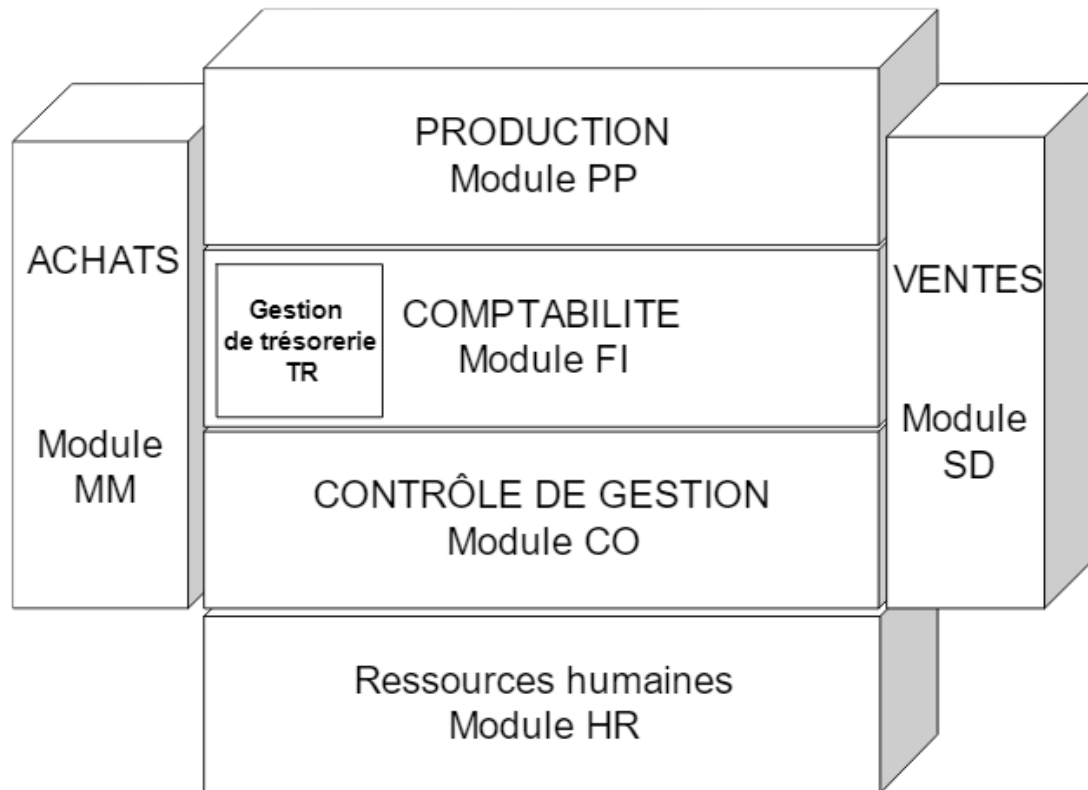 PRODUCTION
Module PP
ACHATS
Module
MM
Gestion
de trésorerie
TR
COMPTABILITE
Module FI
VENTES
Module
SD
CONTRÔLE DE GESTION
Module CO
Ressources humaines
Module HR